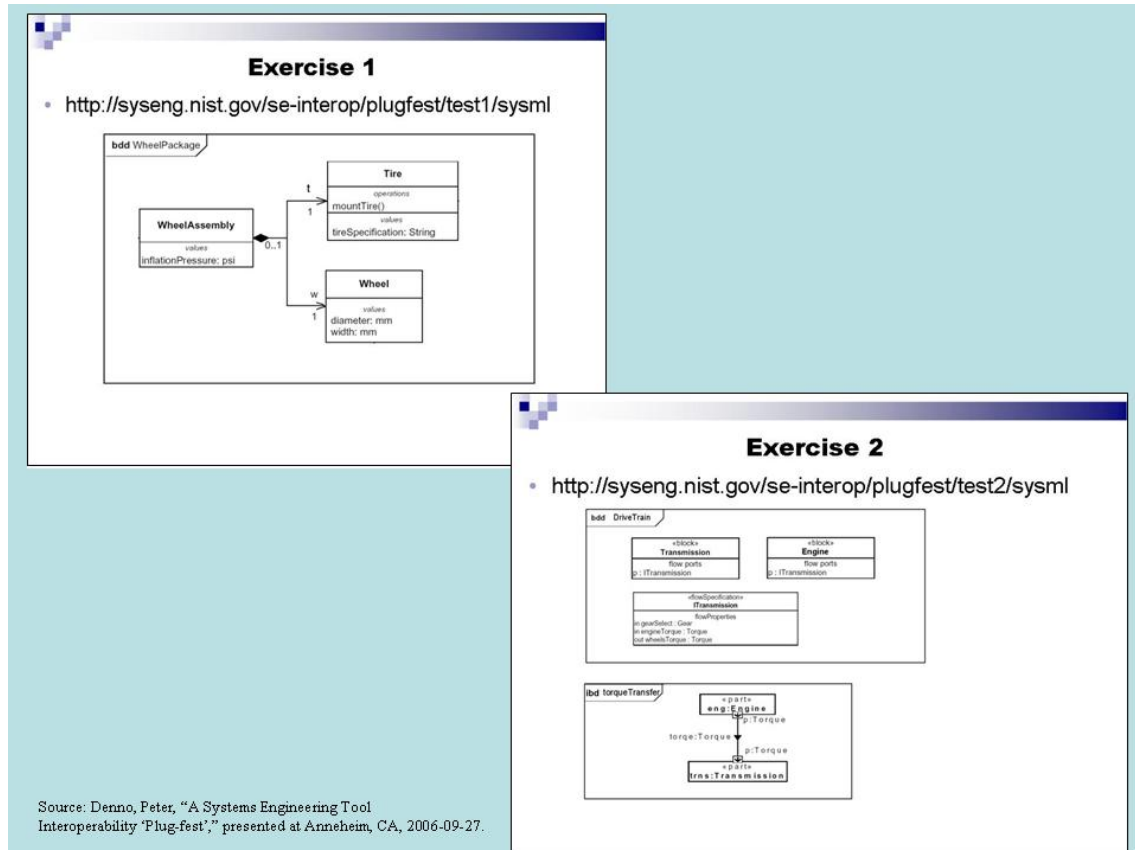 Exercise 1
• http://syseng.nist.gov/se-interop/plugfest/test1/sysml
bdd WheelPackage
Tire
operations
mountTire()
values
tireSpecification: String
t
1
WheelAssembly
values
inflationPressure: psi
0..1
Wheel
values
diameter: mm
width: mm
w
1
Exercise 2
• http://syseng.nist.gov/se-interop/plugfest/test2/sysml
bdd DriveTrain
«block»
Transmission
flow ports
p : ITransmission
«block»
Engine
flow ports
p : ITransmission
«flowSpecification»
ITransmission
flowProperties
in gearSelect : Gear
in engineTorque : Torque
out wheelsTorque : Torque
ibd torqueTransfer
«part»
eng:Engine
p:Torque
torqe:Torque
p:Torque
«part»
trns:Transmission
Source: Denno, Peter, “A Systems Engineering Tool
Interoperability ‘Plug-fest’,” presented at Anneheim, CA, 2006-09-27.